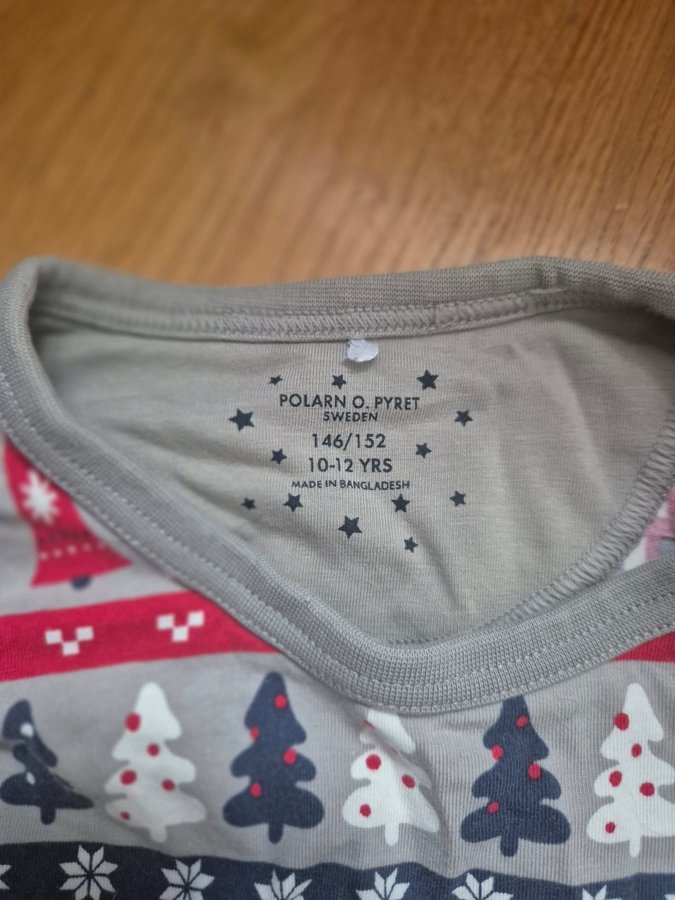 POLARN O. PYRET
SWEDEN
146/152
10-12 YRS
MADE IN BANGLADESH